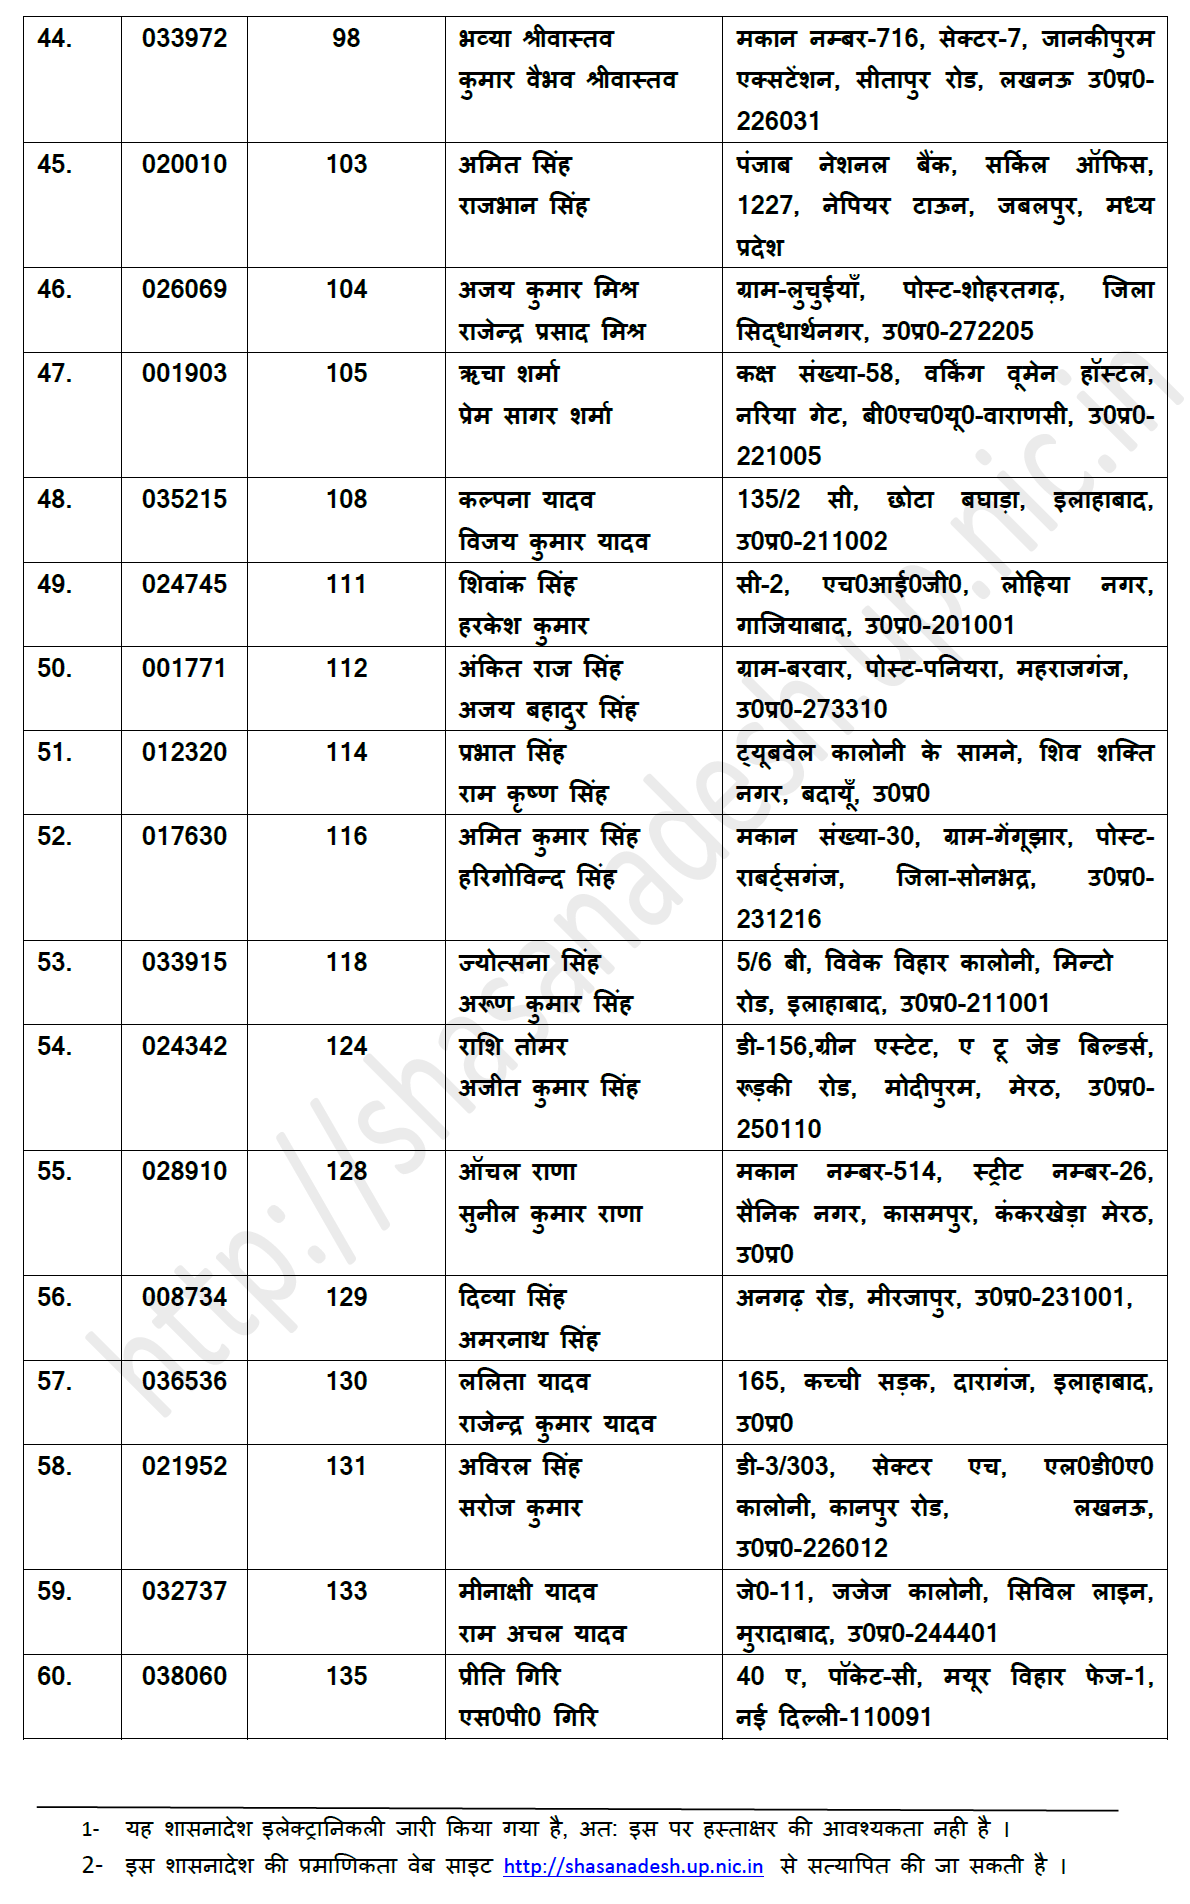 44. 033972 98 भव्या श्रीवास्तव मकान नम्बर-716, सेक्टर-7, जानकीपुरम
कुमार वैभव श्रीवास्तव एक्सटेंशन, सीतापुर रोड, लखनऊ उ0प्र0-
226031
45. 020010 103 अमित सिंह पंजाब नेशनल बैंक, सर्किल ऑफिस,
राजभान सिंह 1227, नेपियर टाऊन, जबलपुर, मध्य
प्रदेश
46. 026069 104 अजय कुमार मिश्र ग्राम-लुचुईयाँ, पोस्ट-शोहरतगढ़, जिला
राजेन्द्र प्रसाद मिश्र सिद्धार्थनगर, उ0प्र0-272205
47. 001903 105 ऋचा शर्मा कक्ष संख्या-58, वर्किंग वूमेन हॉस्टल,
प्रेम सागर शर्मा नरिया गेट, बी0एच0यू0-वाराणसी, उ0प्र0-
221005
48. 035215 108 कल्पना यादव 135/2 सी, छोटा बघाड़ा, इलाहाबाद,
विजय कुमार यादव उ0प्र0-211002
49. 024745 111 शिवांक सिंह सी-2, एच0आई0जी0, लोहिया नगर,
हरकेश कुमार गाजियाबाद, उ0प्र0-201001
50. 001771 112 अंकित राज सिंह ग्राम-बरवार, पोस्ट-पनियरा, महराजगंज,
अजय बहादुर सिंह उ0प्र0-273310
51. 012320 114 प्रभात सिंह ट्यूबवेल कालोनी के सामने, शिव शक्ति
राम कृष्ण सिंह नगर, बदायूँ, उ0प्र0
52. 017630 116 अमित कुमार सिंह मकान संख्या-30, ग्राम-गेंगूझार, पोस्ट-
हरिगोविन्द सिंह राबर्ट्सगंज, जिला-सोनभद्र, उ0प्र0-
231216
53. 033915 118 ज्योत्सना सिंह 5/6 बी, विवेक विहार कालोनी, मिन्टो
अरूण कुमार सिंह रोड, इलाहाबाद, उ0प्र0-211001
54. 024342 124 राशि तोमर डी-156,ग्रीन एस्टेट, ए टू जेड बिल्डर्स,
अजीत कुमार सिंह रूड़की रोड, मोदीपुरम, मेरठ, उ0प्र0-
250110
55. 028910 128 ऑचल राणा मकान नम्बर-514, स्ट्रीट नम्बर-26,
सुनील कुमार राणा सैनिक नगर, कासमपुर, कंकरखेड़ा मेरठ,
उ0प्र0
56. 008734 129 दिव्या सिंह अनगढ़ रोड, मीरजापुर, उ0प्र0-231001,
अमरनाथ सिंह
57. 036536 130 ललिता यादव 165, कच्ची सड़क, दारागंज, इलाहाबाद,
राजेन्द्र कुमार यादव उ0प्र0
58. 021952 131 अविरल सिंह डी-3/303, सेक्टर एच, एल0डी0ए0
सरोज कुमार कालोनी, कानपुर रोड, लखनऊ,
उ0प्र0-226012
59. 032737 133 मीनाक्षी यादव जे0-11, जजेज कालोनी, सिविल लाइन,
राम अचल यादव मुरादाबाद, उ0प्र0-244401
60. 038060 135 प्रीति गिरि 40 ए, पॉकेट-सी, मयूर विहार फेज-1,
एस0पी0 गिरि नई दिल्ली-110091
http://shasanadesh.up.nic.in
1- यह शासनादेश इलेक्ट्रानिकली जारी किया गया है, अत: इस पर हस्ताक्षर की आवश्यकता नही है ।
2- इस शासनादेश की प्रमाणिकता वेब साइट http://shasanadesh.up.nic.in से सत्यापित की जा सकती है ।